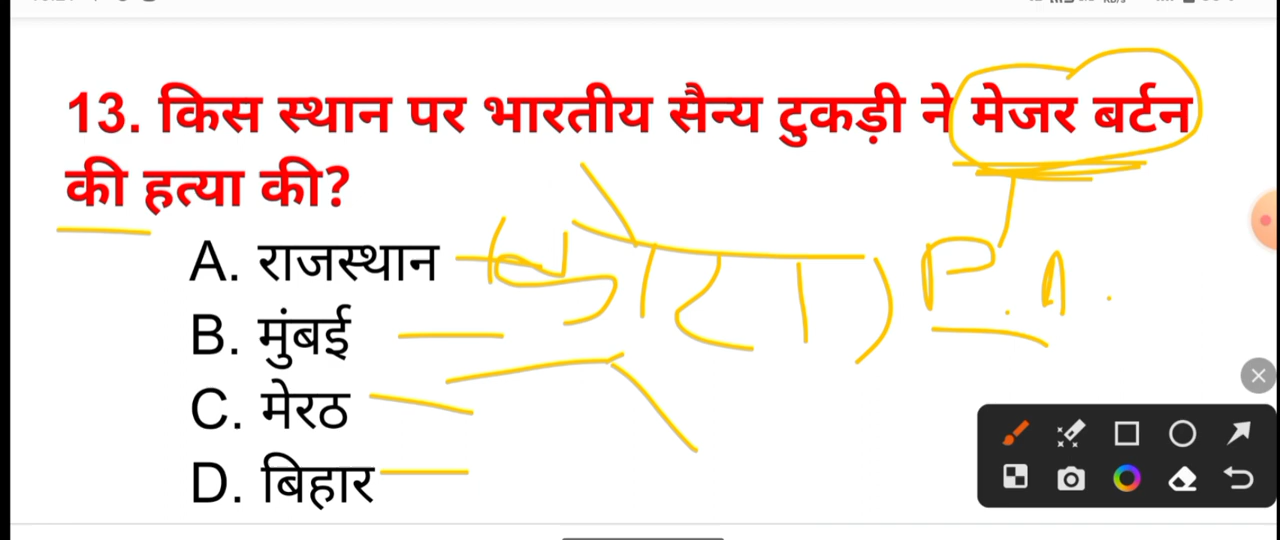 13. किस स्थान पर भारतीय सैन्य टुकड़ी ने मेजर बर्टन
की हत्या की?
A. राजस्थान (कोटा) P.A.
B. मुंबई
C. मेरठ
D. बिहार